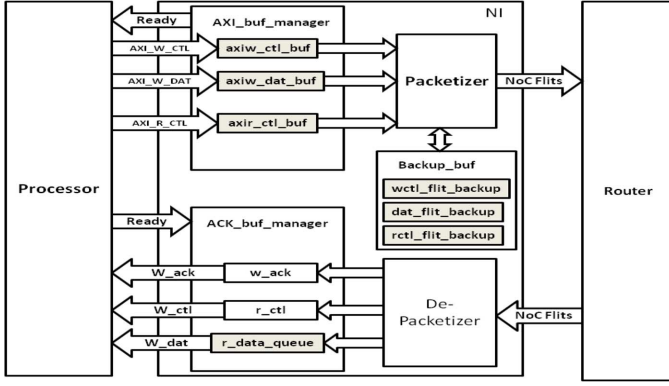 NI
AXI_buf_manager
Ready
AXI_W_CTL
axiw_ctl_buf
AXI_W_DAT
axiw_dat_buf
Packetizer
NoC Flits
AXI_R_CTL
axir_ctl_buf
Backup_buf
wctl_flit_backup
dat_flit_backup
rctl_flit_backup
Processor
Router
Ready
ACK_buf_manager
W_ack
w_ack
W_ctl
r_ctl
De-
Packetizer
NoC Flits
W_dat
r_data_queue